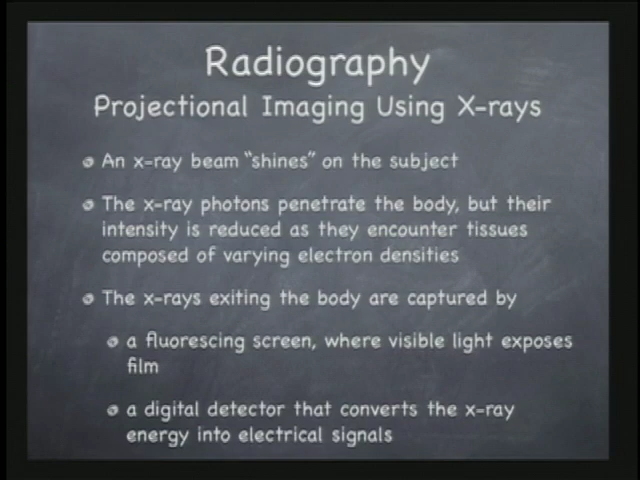 Radiography
Projectional Imaging Using X-rays
An x-ray beam “shines” on the subject
The x-ray photons penetrate the body, but their
intensity is reduced as they encounter tissues
composed of varying electron densities
The x-rays exiting the body are captured by
a fluorescing screen, where visible light exposes
film
a digital detector that converts the x-ray
energy into electrical signals